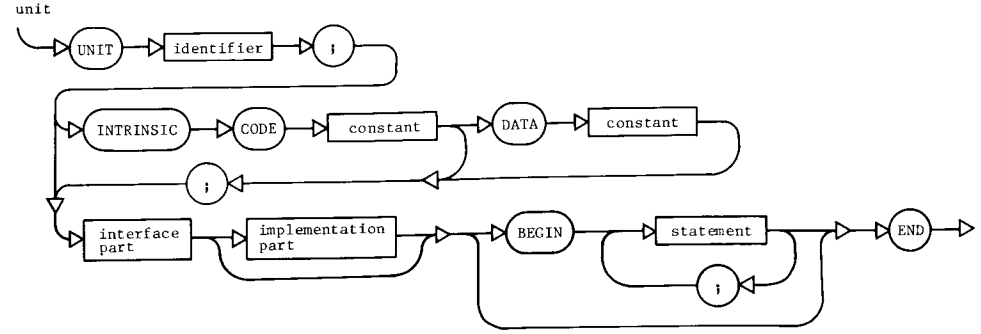 unit
UNIT identifier ;
INTRINSIC CODE constant DATA constant
;
interface part implementation part BEGIN statement END
;